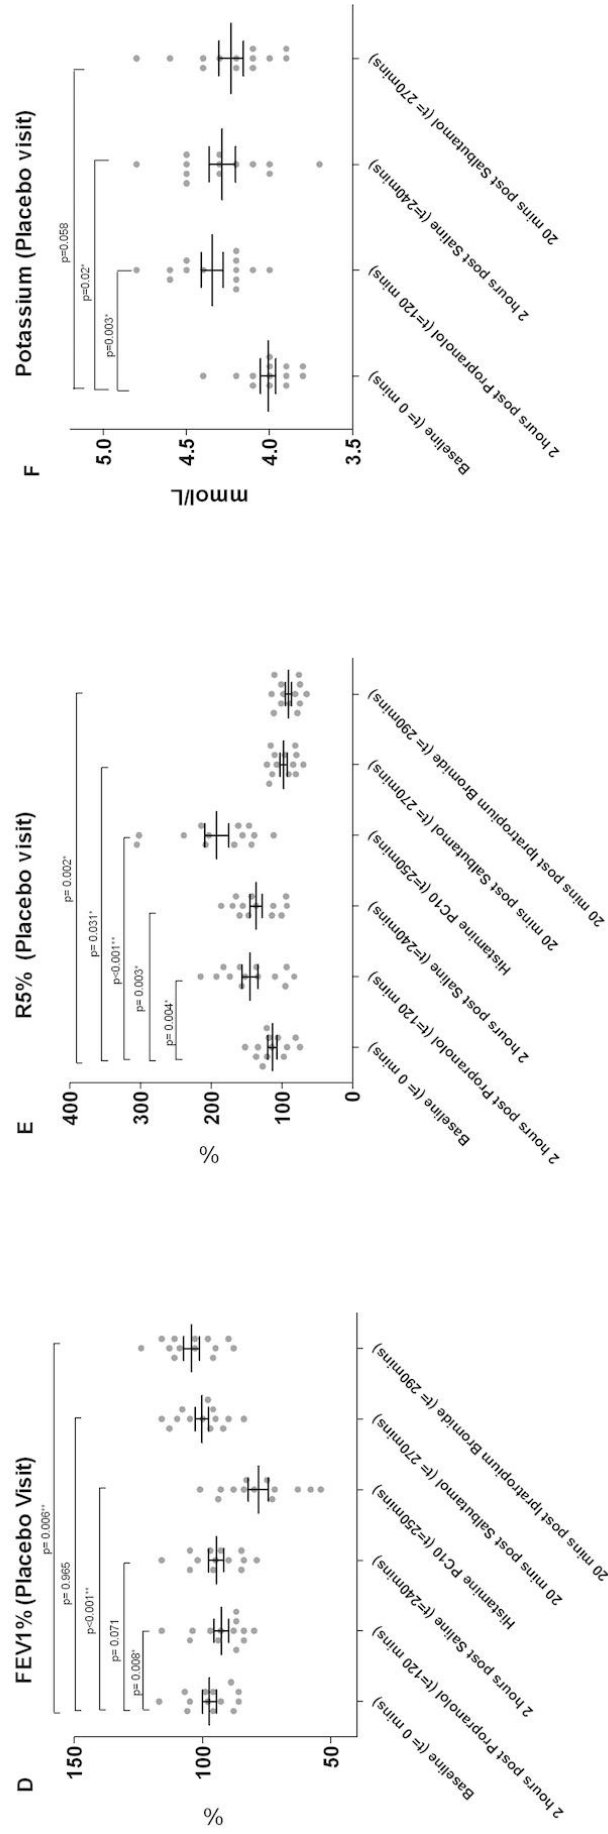 D
FEV1% (Placebo Visit)
p= 0.006**
p= 0.965
p<0.001**
p= 0.071
p= 0.008*
150
100
50
%
Baseline (t= 0 mins)
2 hours post Propranolol (t=120 mins)
2 hours post Saline (t=240mins)
Histamine PC10 (t=250mins)
20 mins post Salbutamol (t= 270mins)
20 mins post Ipratropium Bromide (t= 290mins)
E
R5% (Placebo visit)
p= 0.002*
p= 0.031*
p<0.001**
p= 0.003*
p= 0.004*
400
300
200
100
0
%
Baseline (t= 0 mins)
2 hours post Propranolol (t=120 mins)
2 hours post Saline (t=240mins)
Histamine PC10 (t=250mins)
20 mins post Salbutamol (t= 270mins)
20 mins post Ipratropium Bromide (t= 290mins)
F
Potassium (Placebo visit)
p=0.058
p=0.02*
p=0.003*
5.0
4.5
4.0
3.5
mmol/L
Baseline (t= 0 mins)
2 hours post Propranolol (t=120 mins)
2 hours post Saline (t=240mins)
20 mins post Salbutamol (t= 270mins)